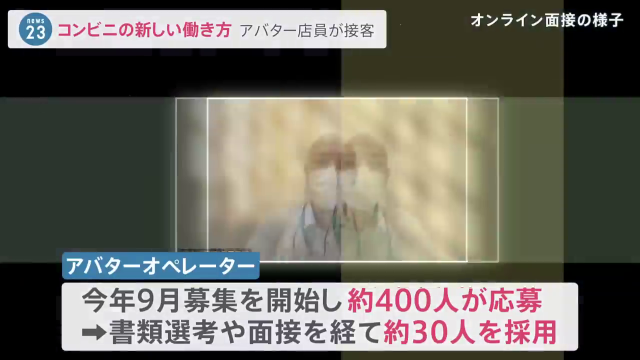 news
23
コンビニの新しい働き方 アバター店員が接客
オンライン面接の様子
アバターオペレーター
今年9月募集を開始し 約400人が応募
➡書類選考や面接を経て約30人を採用